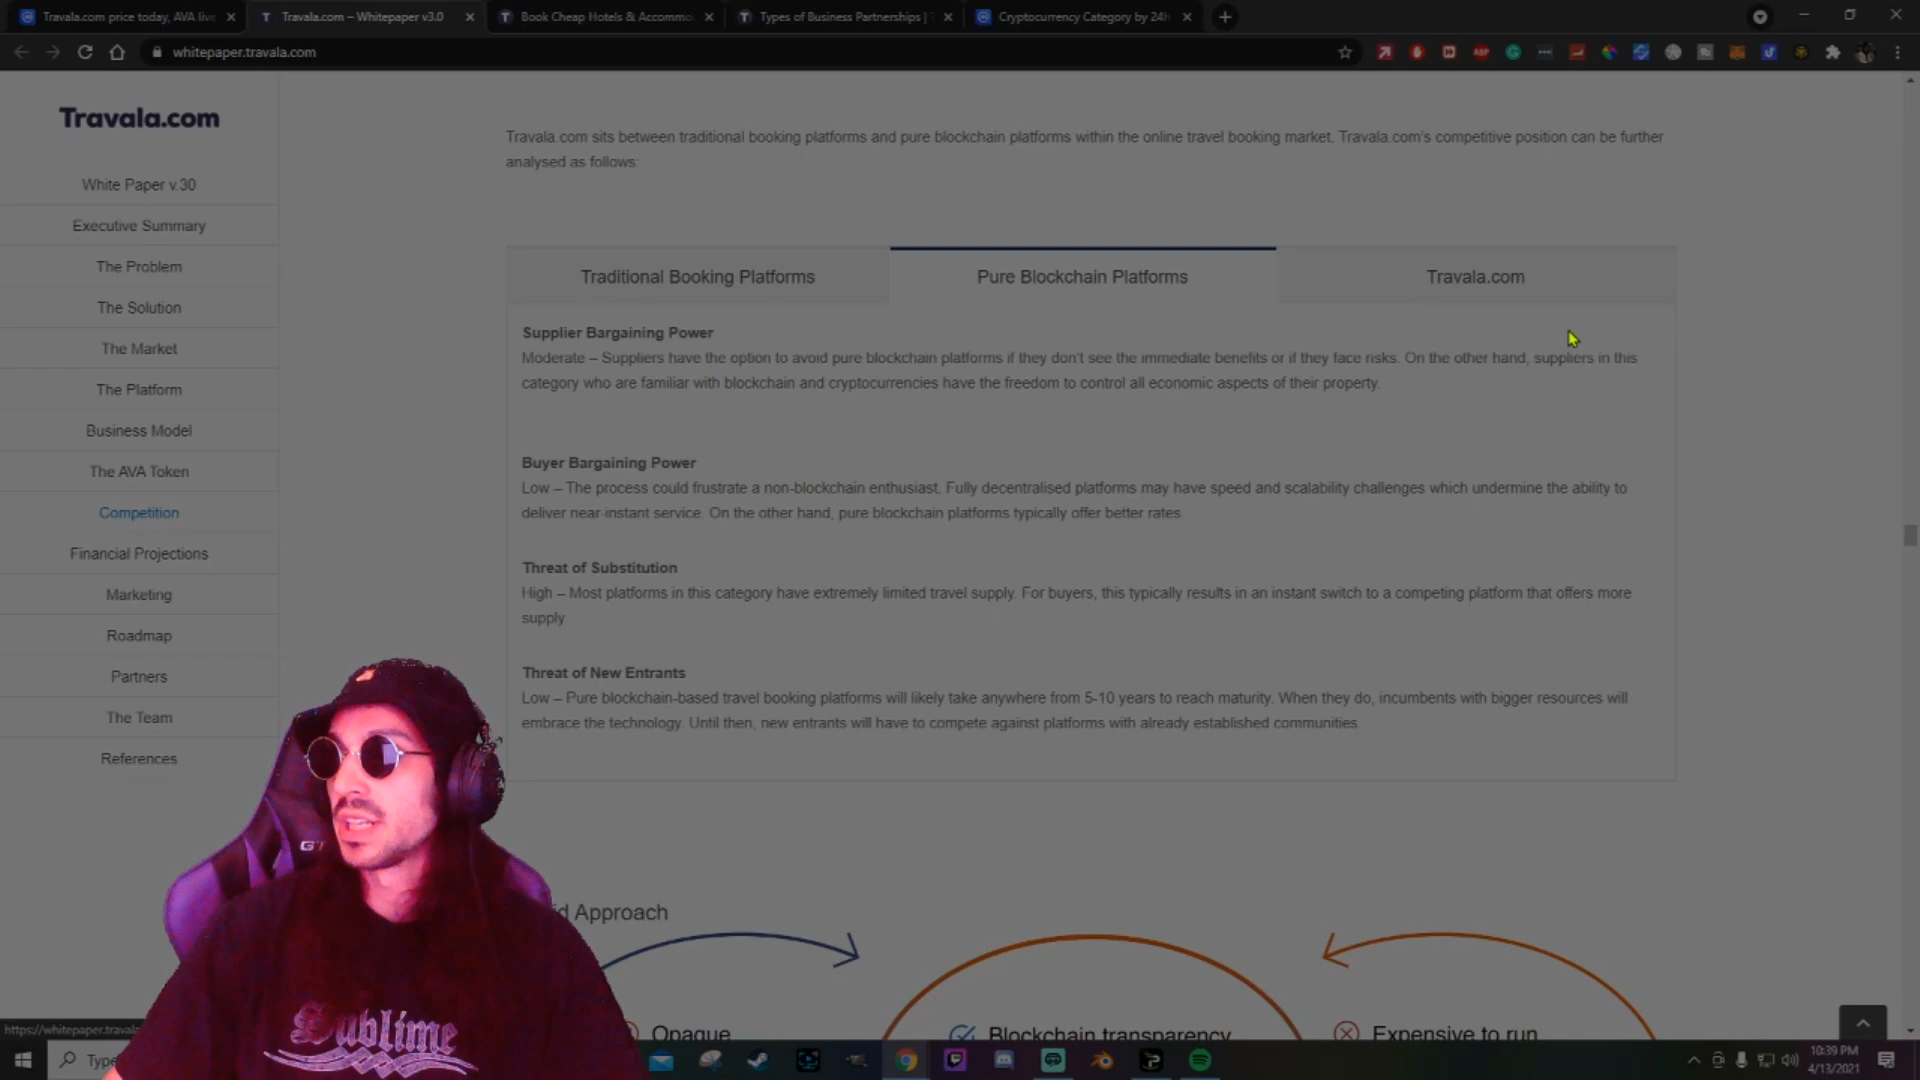 Travala.com price today, AVA live
Travala.com – Whitepaper v3.0
Book Cheap Hotels & Accommo
Types of Business Partnerships |
Cryptocurrency Category by 24h
whitepaper.travala.com
ABP
Travala.com
White Paper v.30
Executive Summary
The Problem
The Solution
The Market
The Platform
Business Model
The AVA Token
Competition
Financial Projections
Marketing
Roadmap
Partners
The Team
References
Travala.com sits between traditional booking platforms and pure blockchain platforms within the online travel booking market. Travala.com's competitive position can be further
analysed as follows:
Traditional Booking Platforms
Pure Blockchain Platforms
Travala.com
Supplier Bargaining Power
Moderate – Suppliers have the option to avoid pure blockchain platforms if they don't see the immediate benefits or if they face risks. On the other hand, suppliers in this
category who are familiar with blockchain and cryptocurrencies have the freedom to control all economic aspects of their property.
Buyer Bargaining Power
Low – The process could frustrate a non-blockchain enthusiast. Fully decentralised platforms may have speed and scalability challenges which undermine the ability to
deliver near-instant service. On the other hand, pure blockchain platforms typically offer better rates.
Threat of Substitution
High – Most platforms in this category have extremely limited travel supply. For buyers, this typically results in an instant switch to a competing platform that offers more
supply
Threat of New Entrants
Low – Pure blockchain-based travel booking platforms will likely take anywhere from 5-10 years to reach maturity. When they do, incumbents with bigger resources will
embrace the technology. Until then, new entrants will have to compete against platforms with already established communities.
GT
id Approach
Opaque
Blockchain transparency
Expensive to run
Sublime
https://whitepaper.travala
Type
10:39 PM
4/13/2021